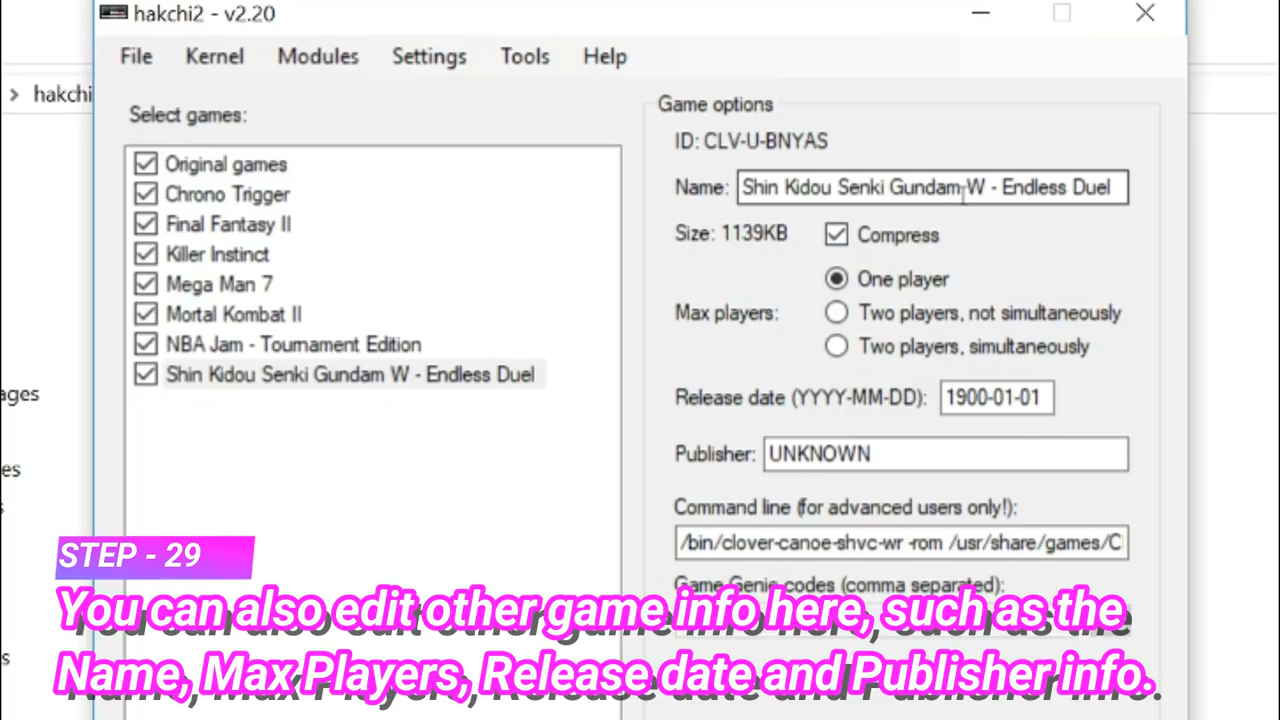 hakchi2 - v2.20
File Kernel Modules Settings Tools Help
hakchi
Select games:
Original games
Chrono Trigger
Final Fantasy II
Killer Instinct
Mega Man 7
Mortal Kombat II
NBA Jam - Tournament Edition
Shin Kidou Senki Gundam W - Endless Duel
Game options
ID: CLV-U-BNYAS
Name: Shin Kidou Senki Gundam W - Endless Duel
Size: 1139KB Compress
One player
Max players: Two players, not simultaneously
Two players, simultaneously
Release date (YYYY-MM-DD): 1900-01-01
Publisher: UNKNOWN
Command line (for advanced users only!):
/bin/clover-canoe-shvc-wr -rom /usr/share/games/C
Game Genie codes (comma separated):
STEP - 29
You can also edit other game info here, such as the
Name, Max Players, Release date and Publisher info.